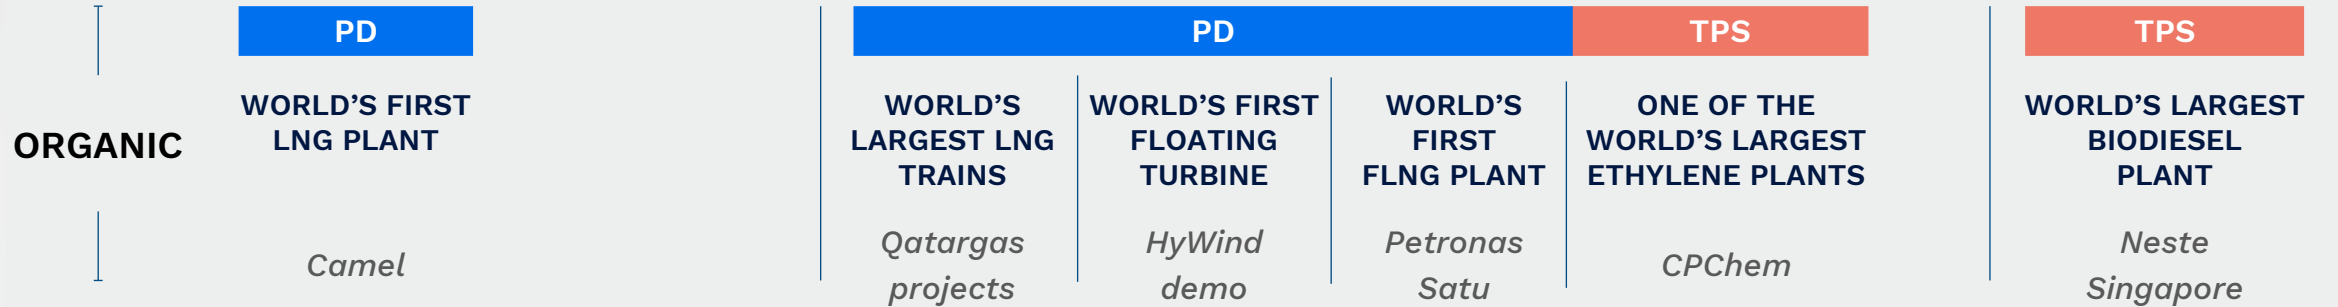 ORGANIC
PD
WORLD’S FIRST
LNG PLANT
Camel
PD
WORLD’S
LARGEST LNG
TRAINS
Qatargas
projects
WORLD’S FIRST
FLOATING
TURBINE
HyWind
demo
WORLD’S
FIRST
FLNG PLANT
Petronas
Satu
TPS
ONE OF THE
WORLD’S LARGEST
ETHYLENE PLANTS
CPChem
TPS
WORLD’S LARGEST
BIODIESEL
PLANT
Neste
Singapore